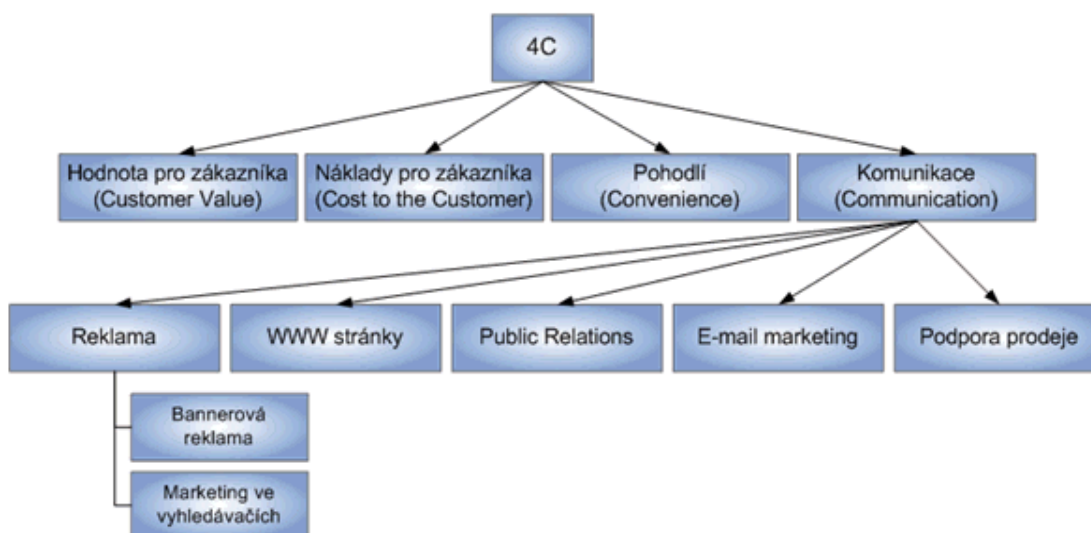 4C
Hodnota pro zákazníka
(Customer Value)
Náklady pro zákazníka
(Cost to the Customer)
Pohodlí
(Convenience)
Komunikace
(Communication)
Reklama
WWW stránky
Public Relations
E-mail marketing
Podpora prodeje
Bannerová
reklama
Marketing ve
vyhledávačích